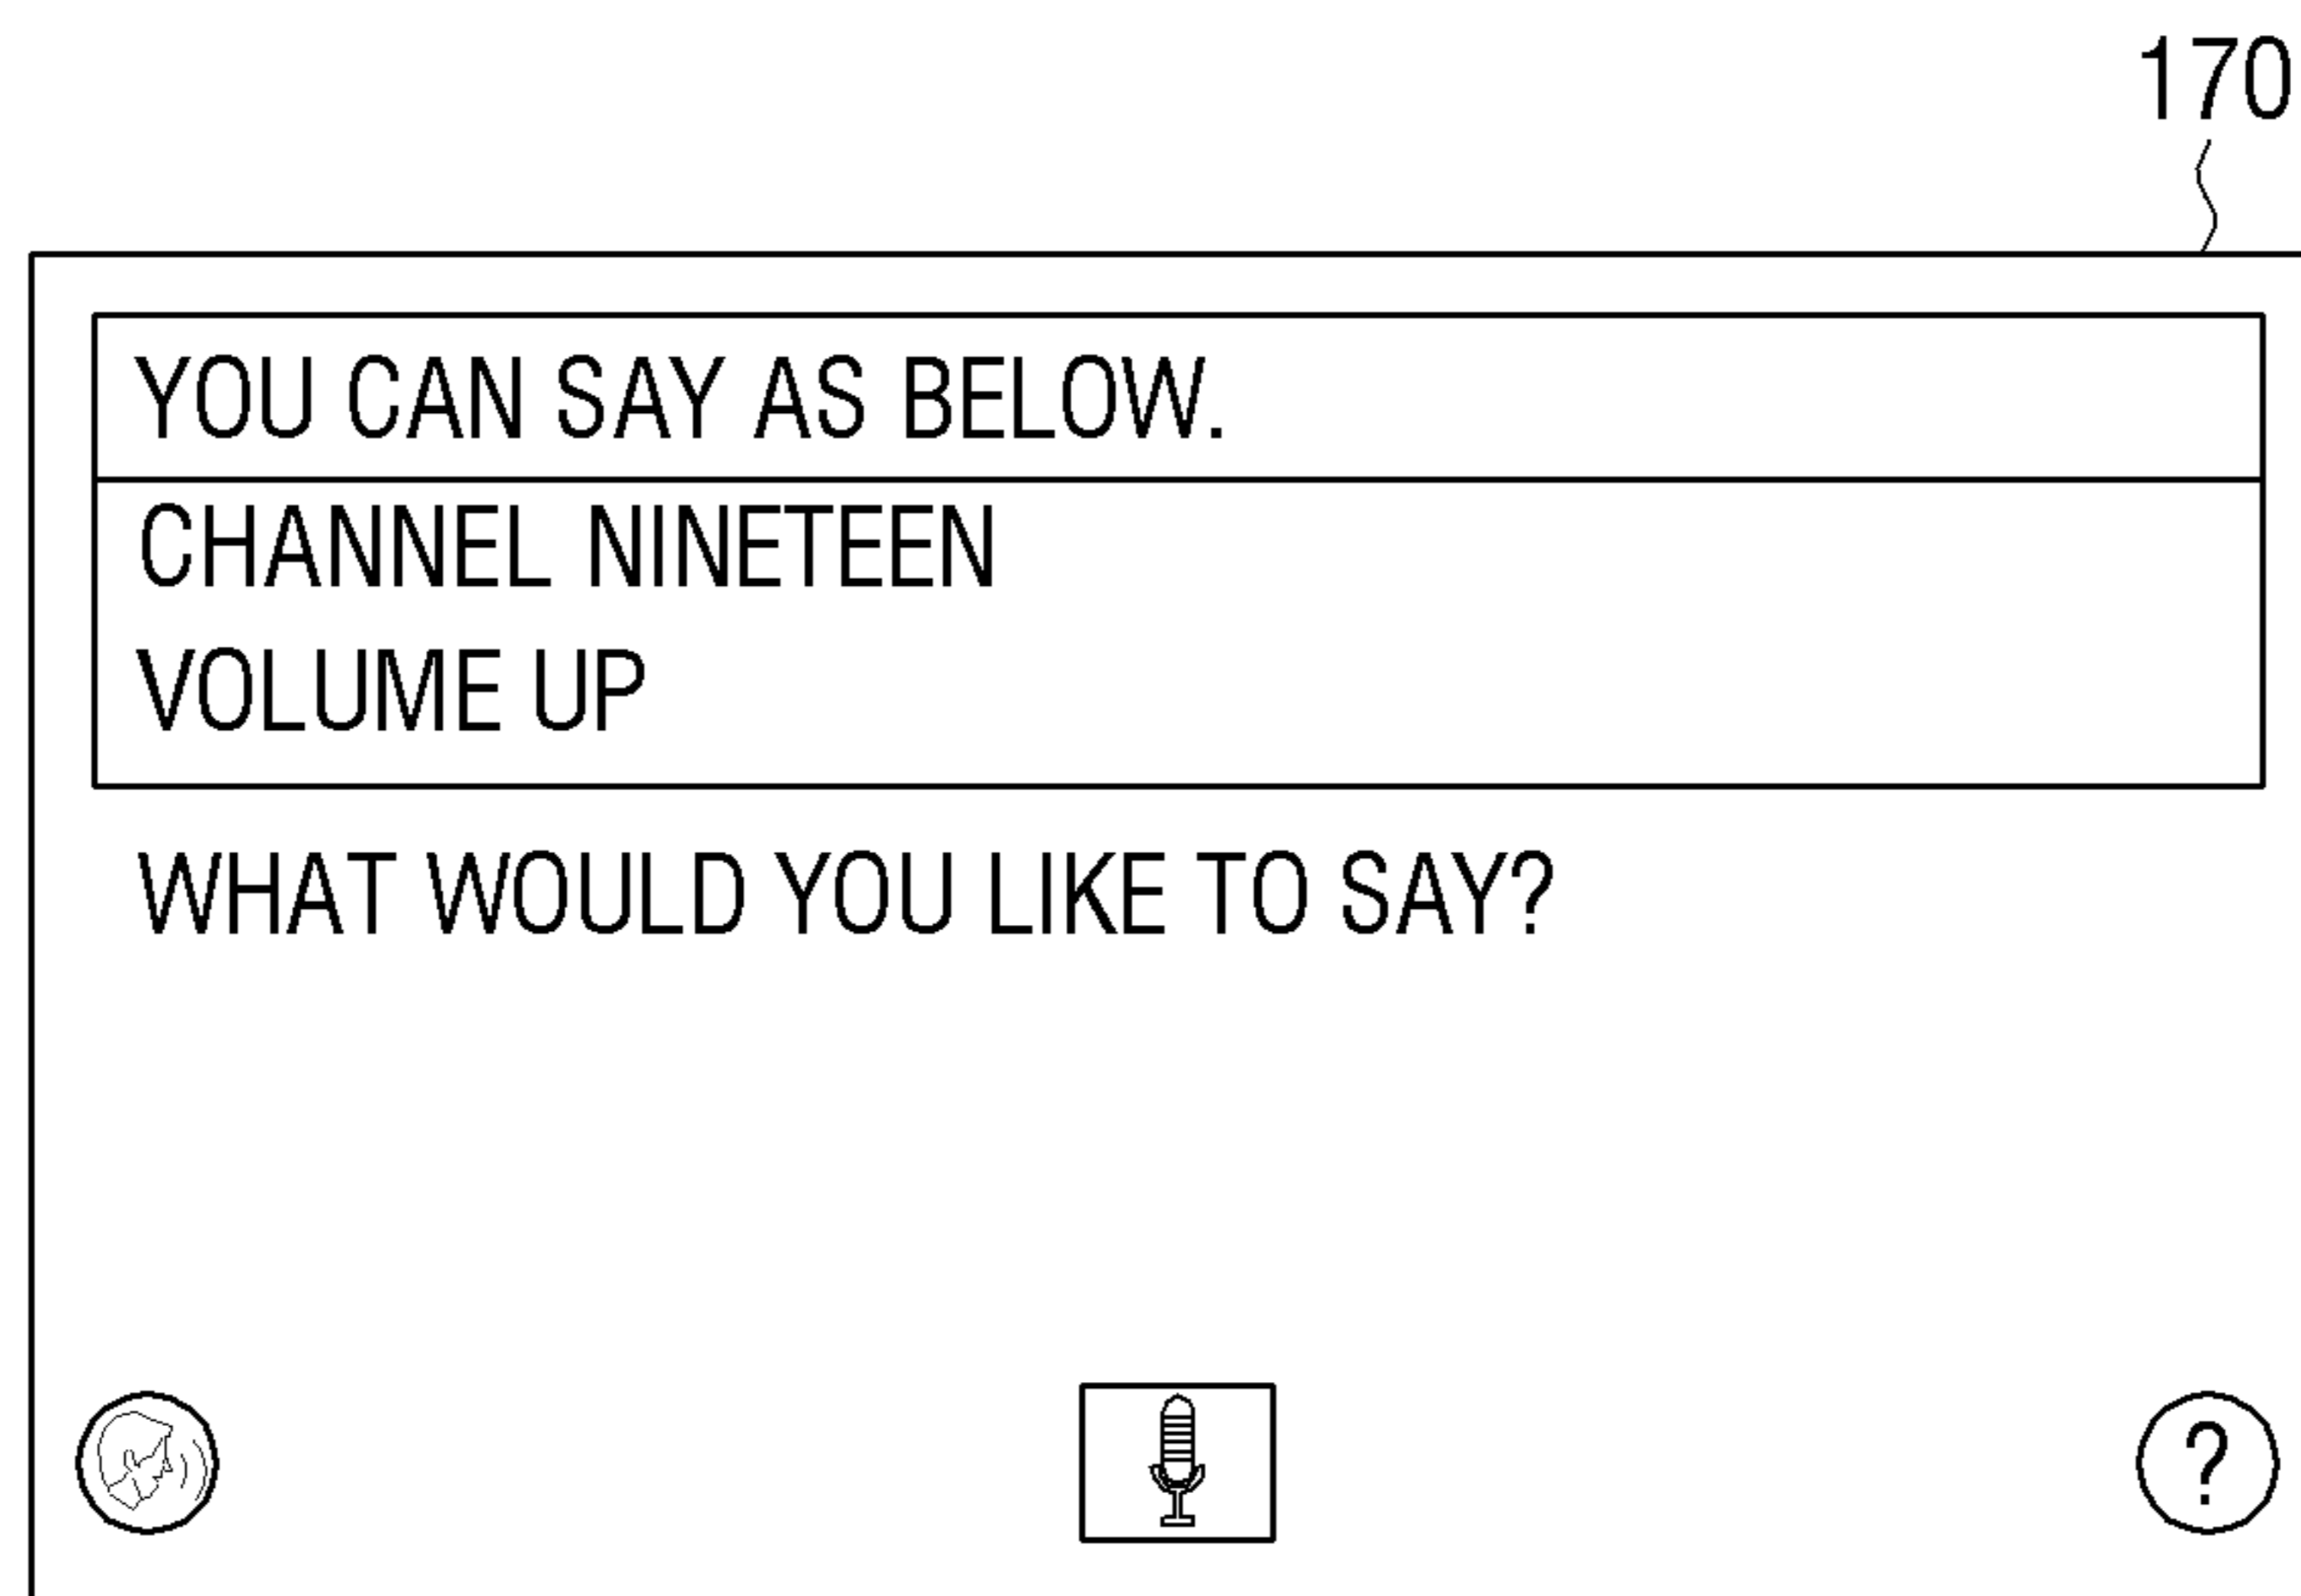 170
YOU CAN SAY AS BELOW.
CHANNEL NINETEEN
VOLUME UP
WHAT WOULD YOU LIKE TO SAY?
?